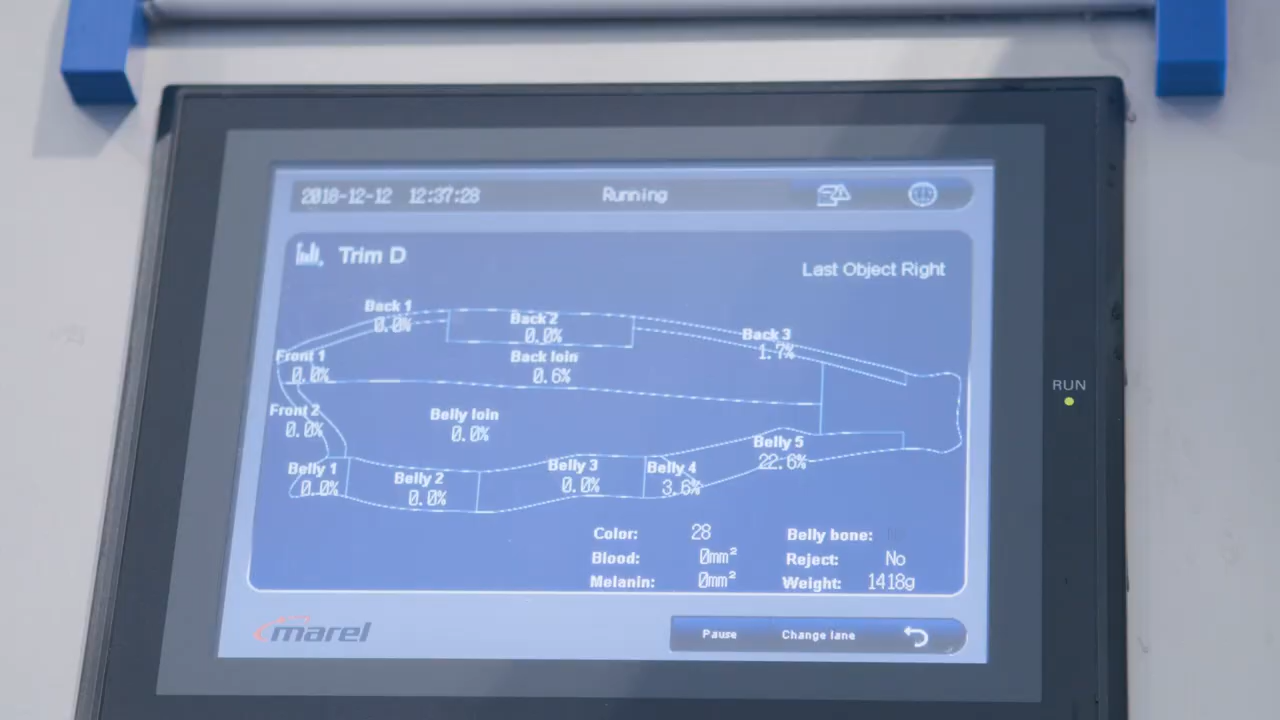 2018-12-12 12:37:28 Running
Trim D
Last Object Right
Back 1
0.0%
Back 2
0.0%
Back 3
1.7%
Front 1
0.0%
Back loin
0.6%
Front 2
0.0%
Belly loin
0.0%
Belly 1
0.0%
Belly 2
0.0%
Belly 3
0.0%
Belly 4
3.6%
Belly 5
22.6%
Color: 28 Belly bone:
Blood: 0mm² Reject: No
Melanin: 0mm² Weight: 1418g
RUN
marel
Pause Change lane